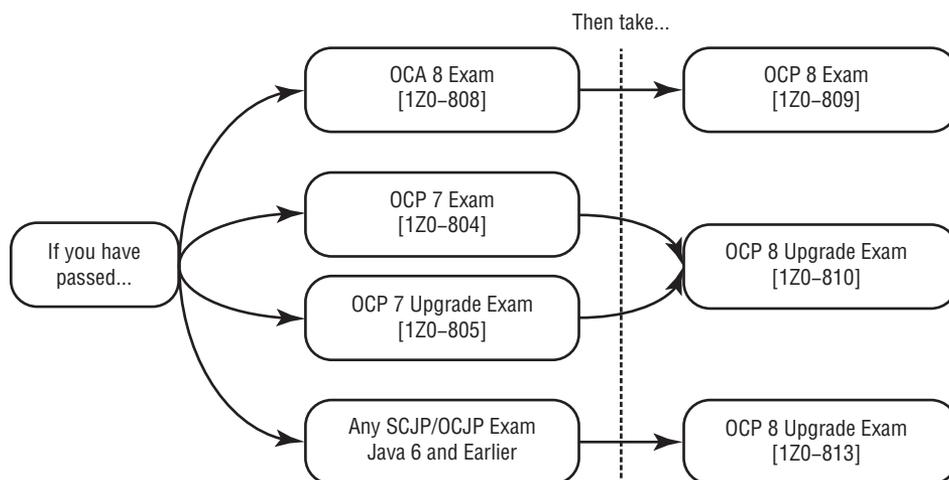 Then take...
OCA 8 Exam
[1Z0–808]
OCP 8 Exam
[1Z0–809]
If you have
passed...
OCP 7 Exam
[1Z0–804]
OCP 7 Upgrade Exam
[1Z0–805]
OCP 8 Upgrade Exam
[1Z0–810]
Any SCJP/OCJP Exam
Java 6 and Earlier
OCP 8 Upgrade Exam
[1Z0–813]